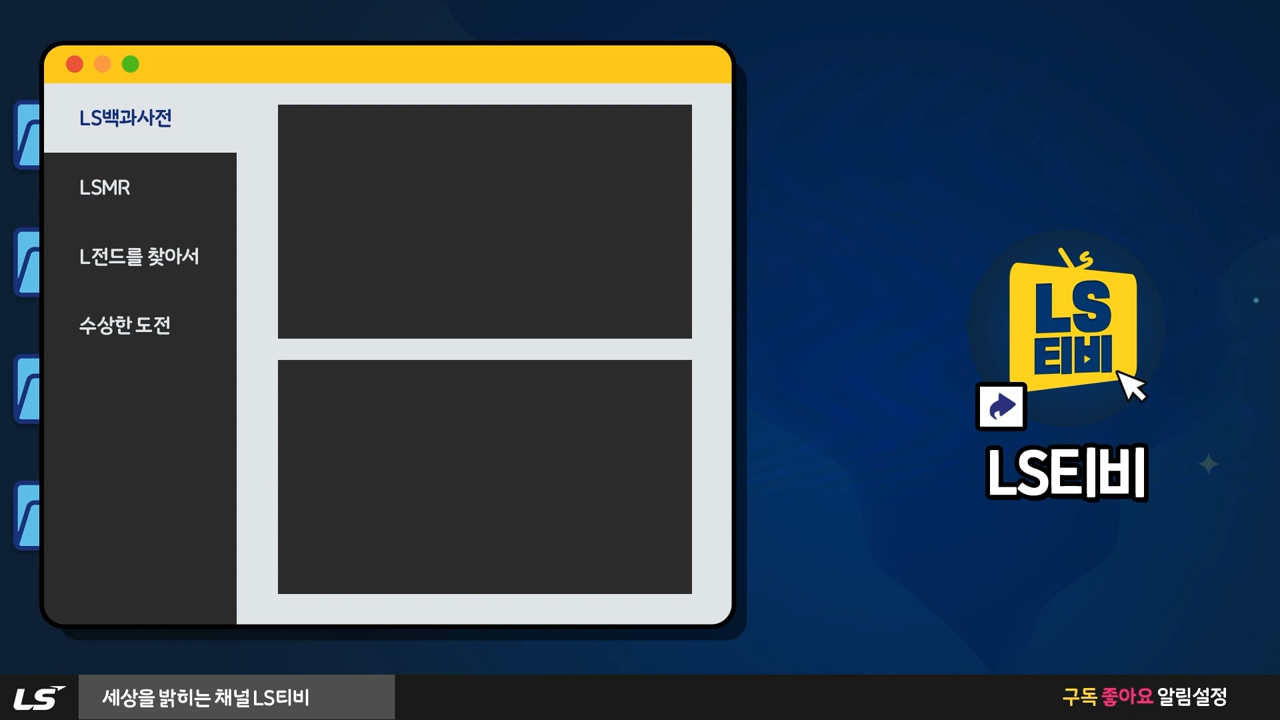 LS백과사전
LSMR
L전드를 찾아서
수상한 도전
LS
LS
티비
LS티비
LS
세상을 밝히는 채널 LS티비
구독 좋아요 알림설정